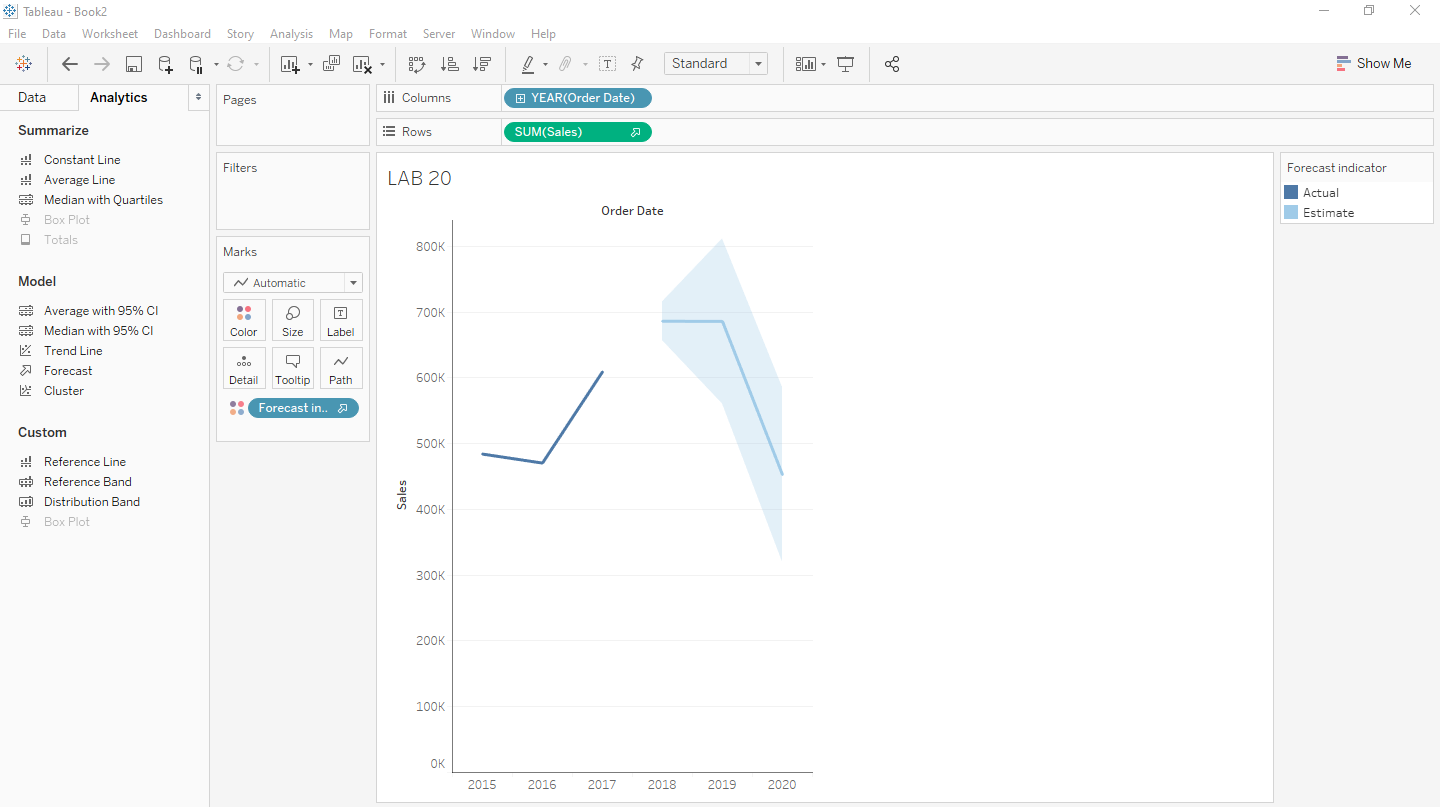 Tableau - Book2
File Data Worksheet Dashboard Story Analysis Map Format Server Window Help
Standard
Show Me
Data Analytics
Summarize
Constant Line
Average Line
Median with Quartiles
Box Plot
Totals
Model
Average with 95% CI
Median with 95% CI
Trend Line
Forecast
Cluster
Custom
Reference Line
Reference Band
Distribution Band
Box Plot
Pages
Filters
Marks
Automatic
Color Size Label
Detail Tooltip Path
Forecast in..
Columns YEAR(Order Date)
Rows SUM(Sales)
LAB 20
Order Date
800K
700K
600K
500K
400K
300K
200K
100K
0K
Sales
2015 2016 2017 2018 2019 2020
Forecast indicator
Actual
Estimate